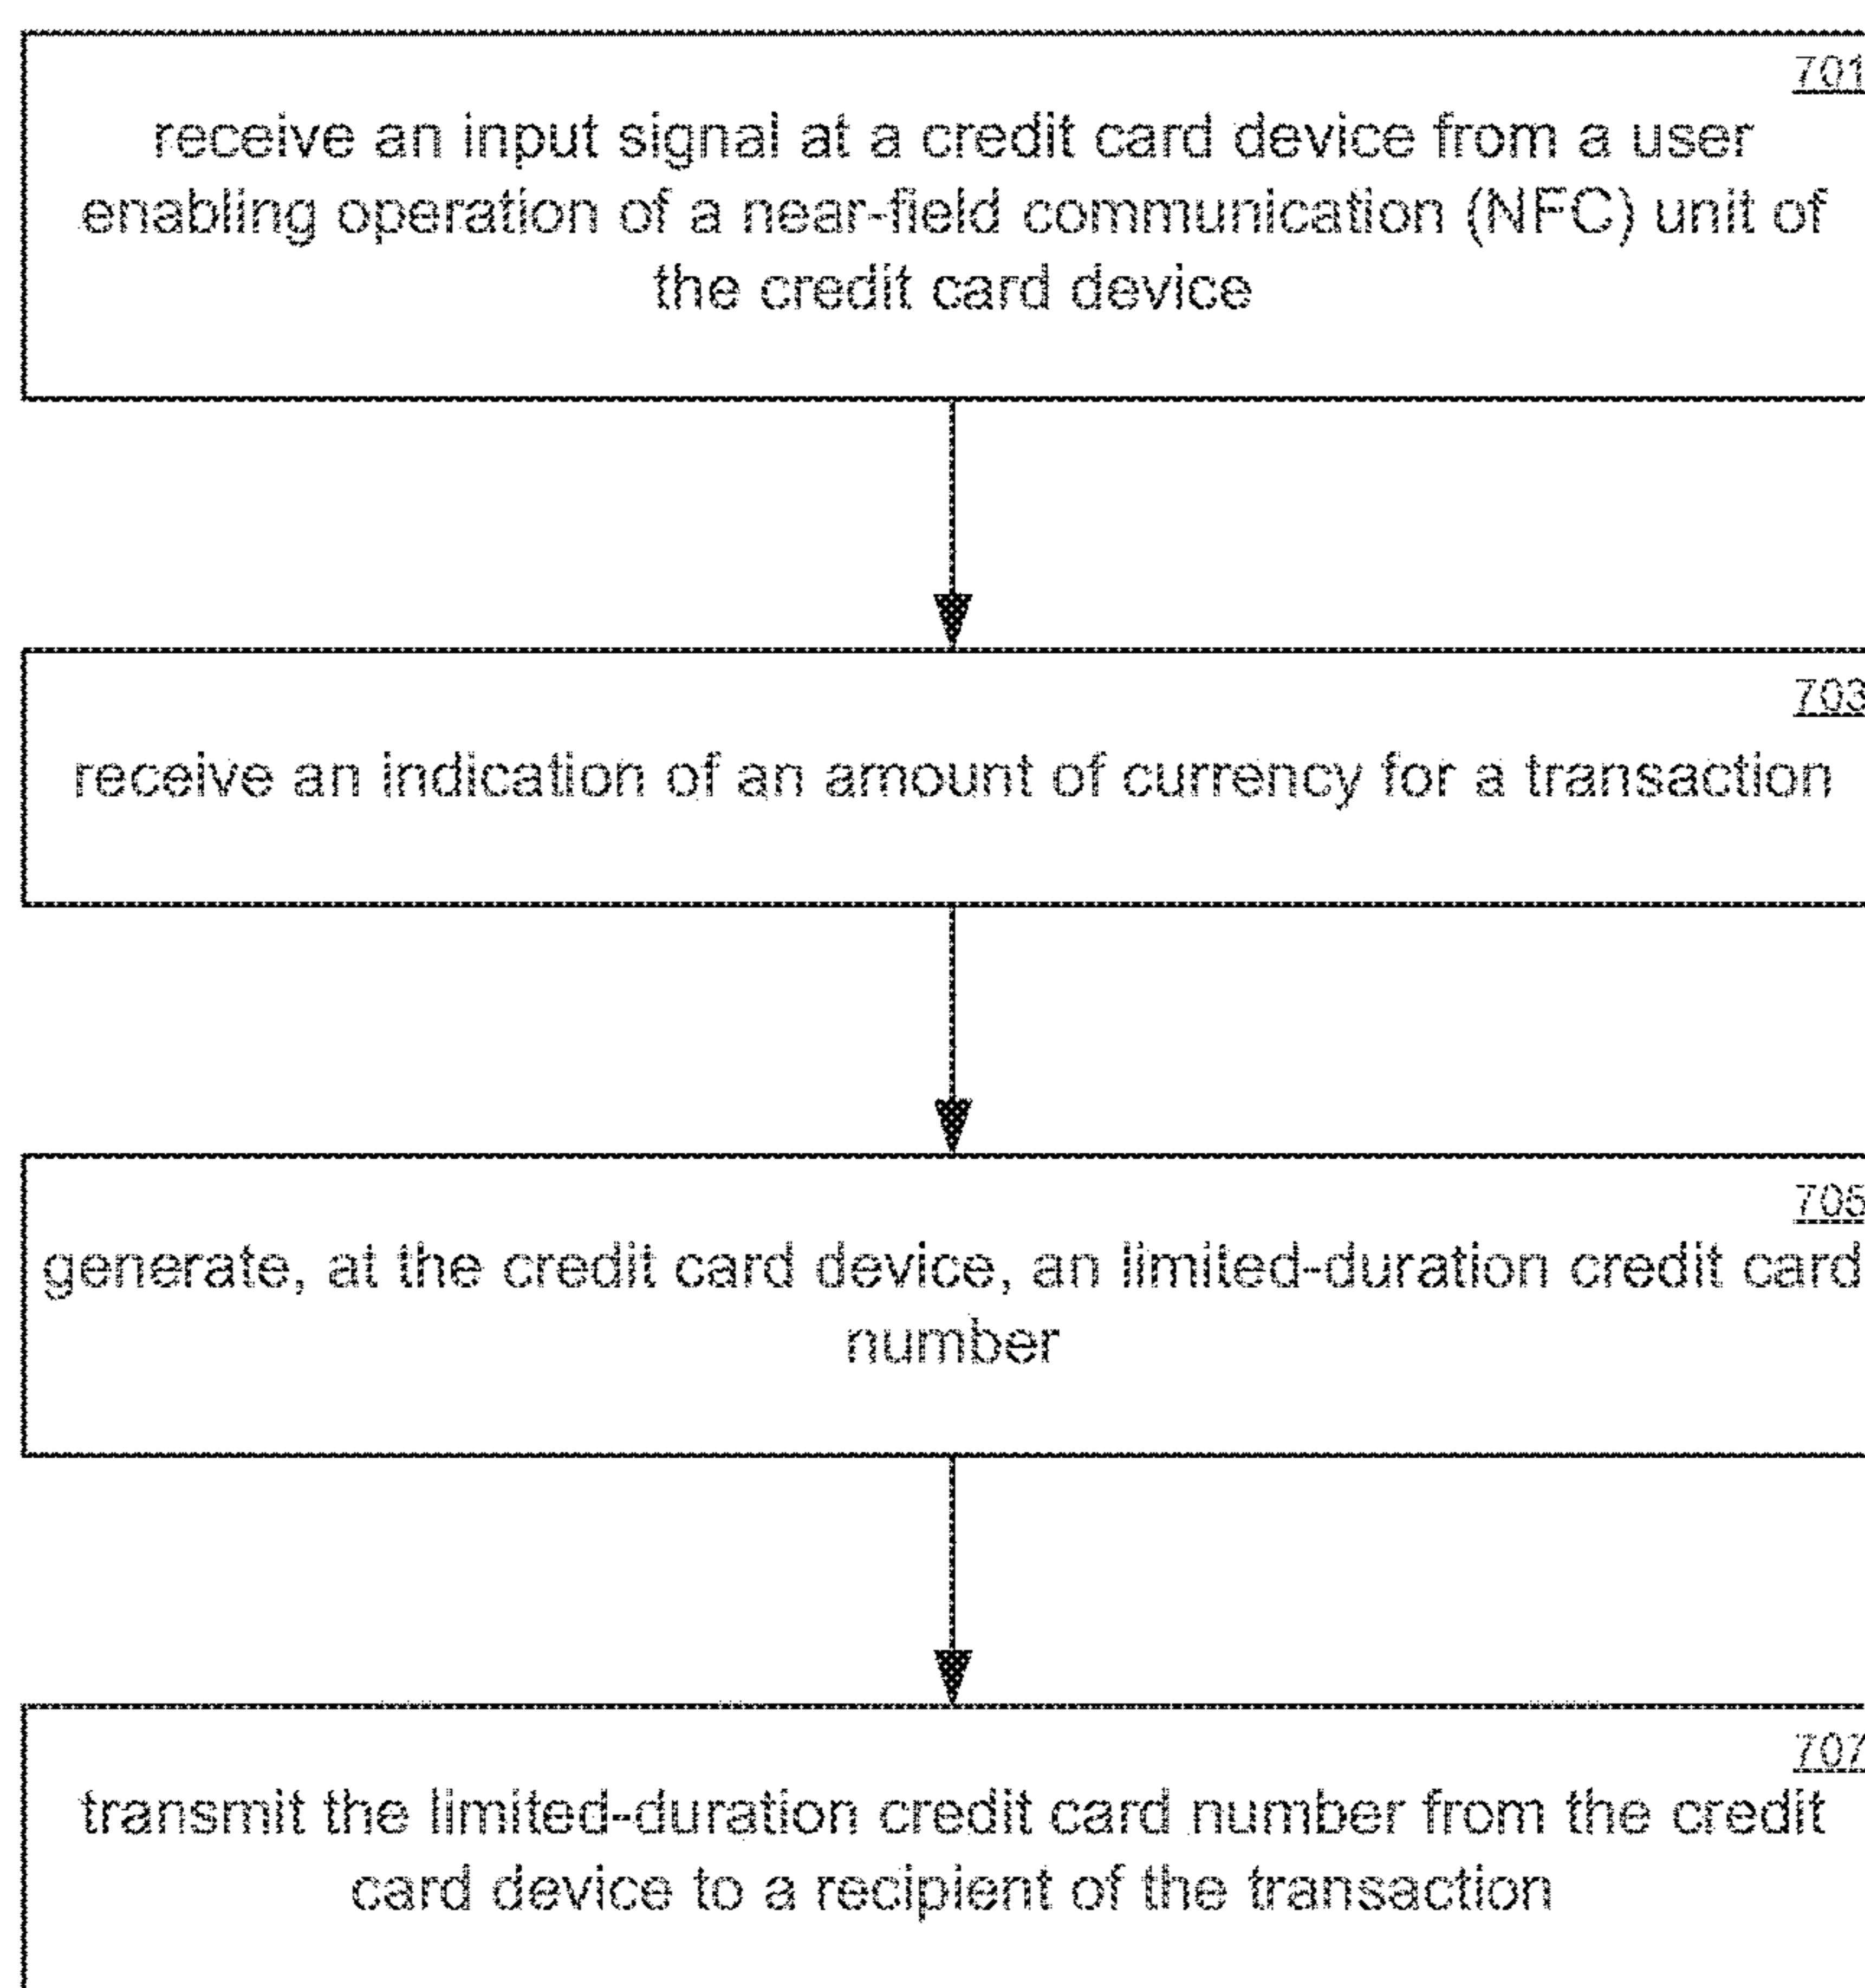 701
receive an input signal at a credit card device from a user
enabling operation of a near-field communication (NFC) unit of
the credit card device
703
receive an indication of an amount of currency for a transaction
705
generate, at the credit card device, an limited-duration credit card
number
707
transmit the limited-duration credit card number from the credit
card device to a recipient of the transaction